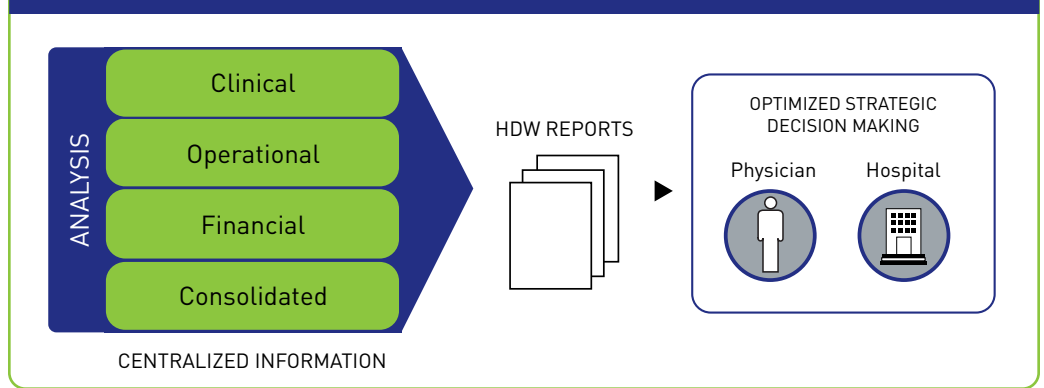 ANALYSIS
Clinical
Operational
Financial
Consolidated
CENTRALIZED INFORMATION
HDW REPORTS
OPTIMIZED STRATEGIC
DECISION MAKING
Physician
Hospital